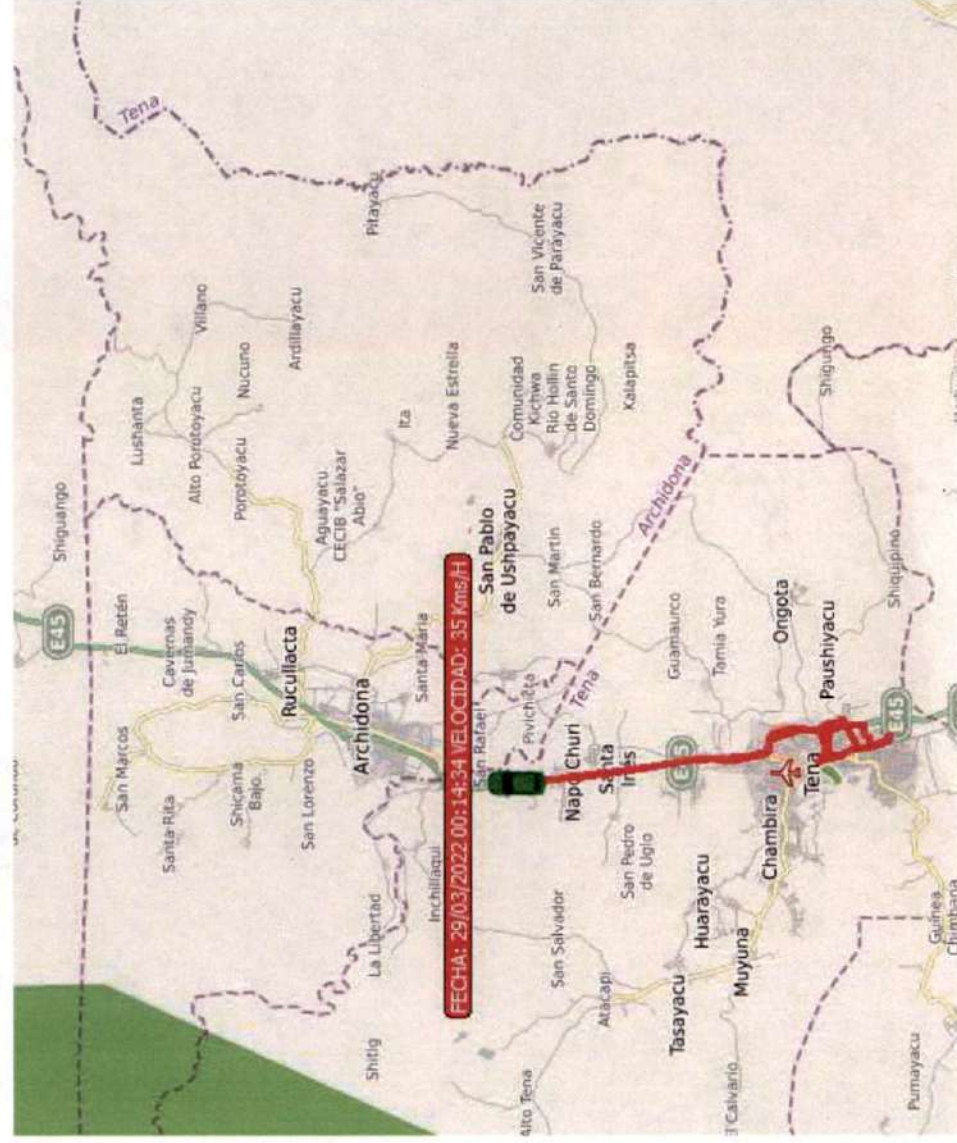 Shiguango
E45
El Retén
San Marcos
Tena
Lushanta
Cavernas
de Jumandy
Santa Rita
Villano
Alto Porotoyacu
San Carlos
Shicama
Bajo
Nucuno
Porotoyacu
Rucullacta
Ardillayacu
San Lorenzo
Aguayacu
CECIB "Salazar
Abio"
Archidona
Pitayacu
La Libertad
Shitig
Ita
Santa Maria
Inchillaqui
Nueva Estrella
FECHA: 29/03/2022 00:14:34 VELOCIDAD: 35 Kms/H
San Rafael
San Pablo
de Ushpayacu
Comunidad
Kichwa
Rio Hollin
de Santo
Domingo
San Vicente
de Parayacu
Alto Tena
Pivichicta
San Martin
San Salvador
Napo Churi
Tena
San Bernardo
Atacapi
Santa
Ines
Kalapitsa
San Pedro
de Uglo
Archidona
Guamaurco
Tasayacu
Huarayacu
Tamia Yura
El Calvario
Muyuna
Chambira
Ongota
Tena
Paushiyacu
Shigungo
E45
Shiquipino
Pumayacu
Guinea
Chimbana